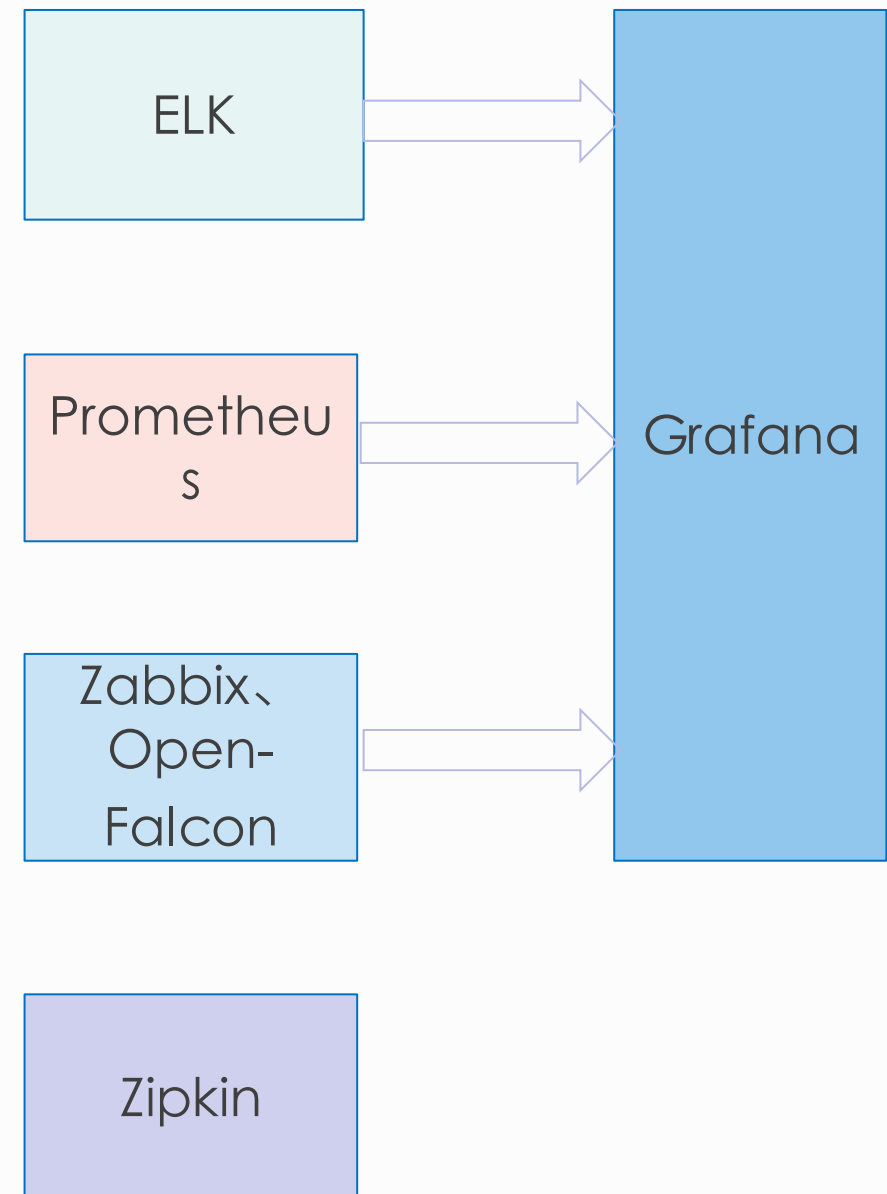 ELK
Prometheu
s
Grafana
Zabbix、
Open-
Falcon
Zipkin